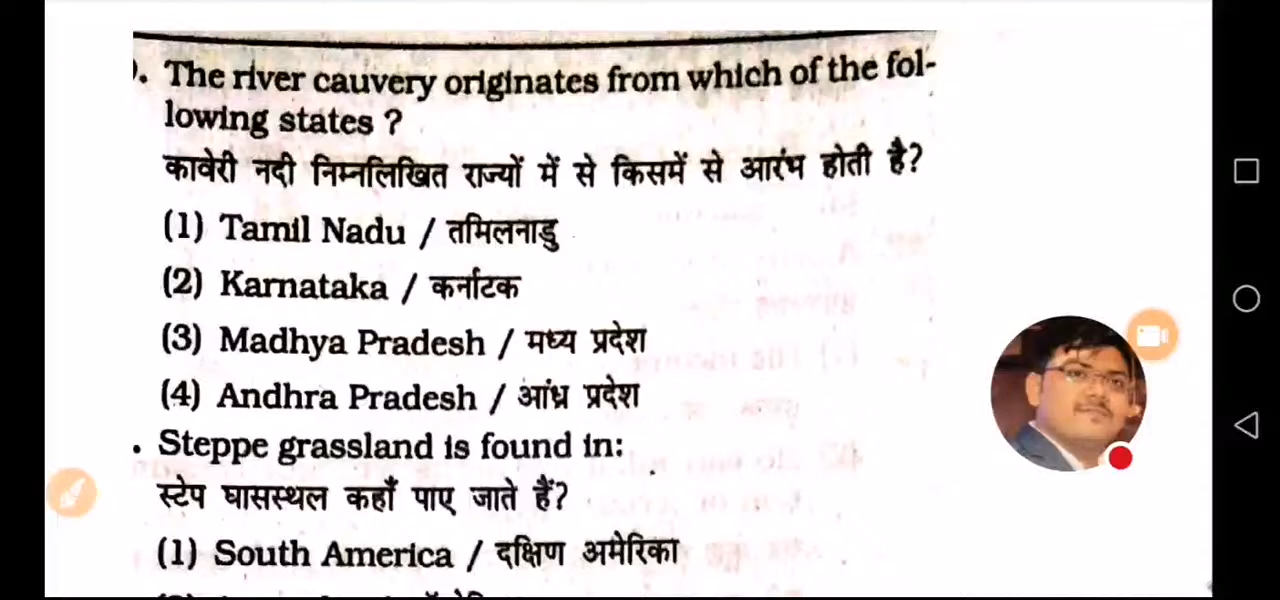 . The river cauvery originates from which of the fol-
lowing states ?
कावेरी नदी निम्नलिखित राज्यों में से किसमें से आरंभ होती है?
(1) Tamil Nadu / तमिलनाडु
(2) Karnataka / कर्नाटक
(3) Madhya Pradesh / मध्य प्रदेश
(4) Andhra Pradesh / आंध्र प्रदेश
. Steppe grassland is found in:
स्टेप घासस्थल कहाँ पाए जाते हैं?
(1) South America / दक्षिण अमेरिका